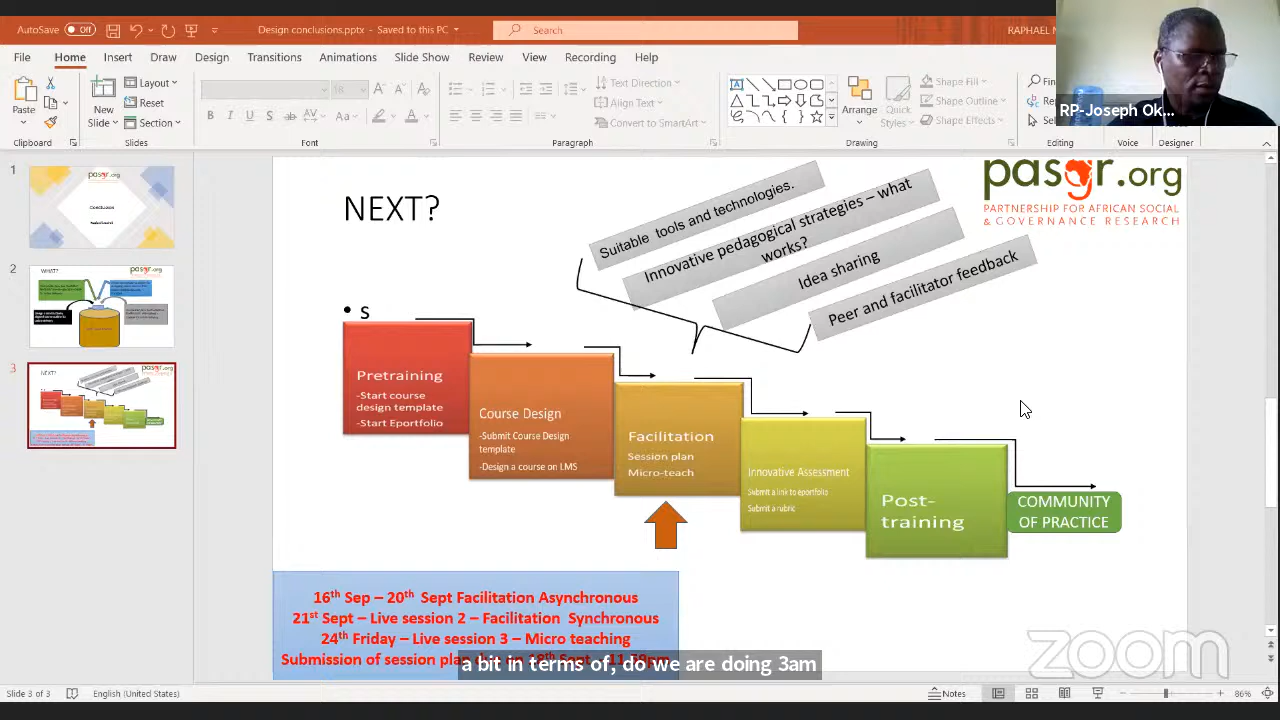 AutoSave
Off
Design conclusions.pptx - Saved to this PC
Search
RAPHAEL
File Home Insert Draw Design Transitions Animations Slide Show Review View Recording Help
Paste
New
Slide
Layout
Reset
Section
Text Direction
Align Text
Convert to SmartArt
Arrange
Quick
Styles
Shape Fill
Shape Outline
Shape Effects
Clipboard
Slides
Font
Paragraph
Drawing
Editing
Voice
Designer
RP-Joseph Ok...
1
2
3
NEXT?
pasgr.org
PARTNERSHIP FOR AFRICAN SOCIAL
& GOVERNANCE RESEARCH
Suitable tools and technologies.
Innovative pedagogical strategies – what
works?
Idea sharing
Peer and facilitator feedback
• s
Pretraining
-Start course
design template
-Start Eportfolio
Course Design
-Submit Course Design
template
-Design a course on LMS
Facilitation
Session plan
Micro-teach
Innovative Assessment
Submit a link to eportfolio
Submit a rubric
Post-
training
COMMUNITY
OF PRACTICE
16th Sep – 20th Sept Facilitation Asynchronous
21st Sept – Live session 2 – Facilitation Synchronous
24th Friday – Live session 3 – Micro teaching
Submission of session plan
a bit in terms of, do we are doing 3am
zoom
Slide 3 of 3
English (United States)
Notes
86%